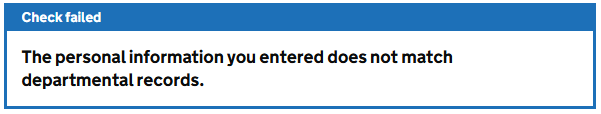 Check failed
The personal information you entered does not match
departmental records.